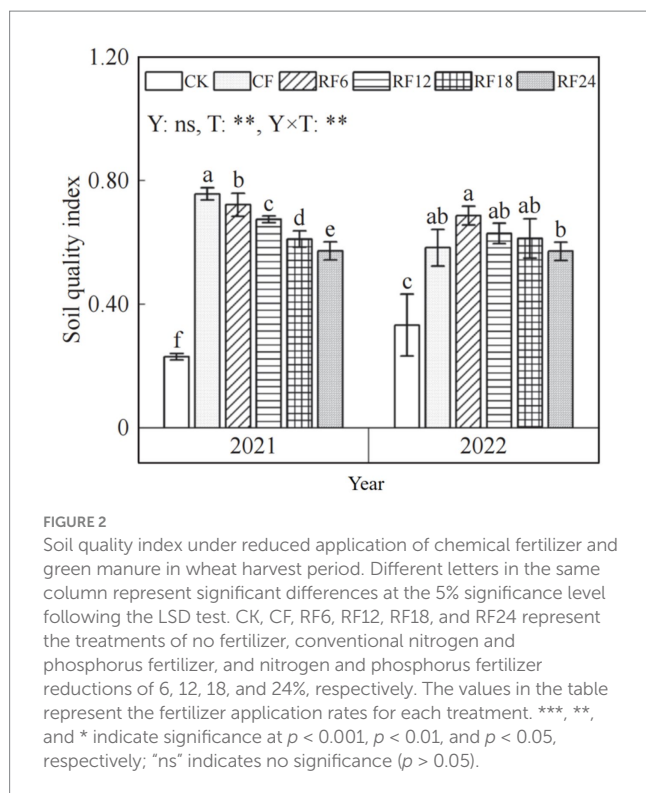 1.20
CK CF RF6 RF12 RF18 RF24
Y: ns, T: **, Y×T: **
0.80
a b c d e
ab a ab ab b
Soil quality index
0.40
f
c
0
2021 2022
Year
FIGURE 2
Soil quality index under reduced application of chemical fertilizer and
green manure in wheat harvest period. Different letters in the same
column represent significant differences at the 5% significance level
following the LSD test. CK, CF, RF6, RF12, RF18, and RF24 represent
the treatments of no fertilizer, conventional nitrogen and
phosphorus fertilizer, and nitrogen and phosphorus fertilizer
reductions of 6, 12, 18, and 24%, respectively. The values in the table
represent the fertilizer application rates for each treatment. ***, **,
and * indicate significance at p < 0.001, p < 0.01, and p < 0.05,
respectively; “ns” indicates no significance (p > 0.05).